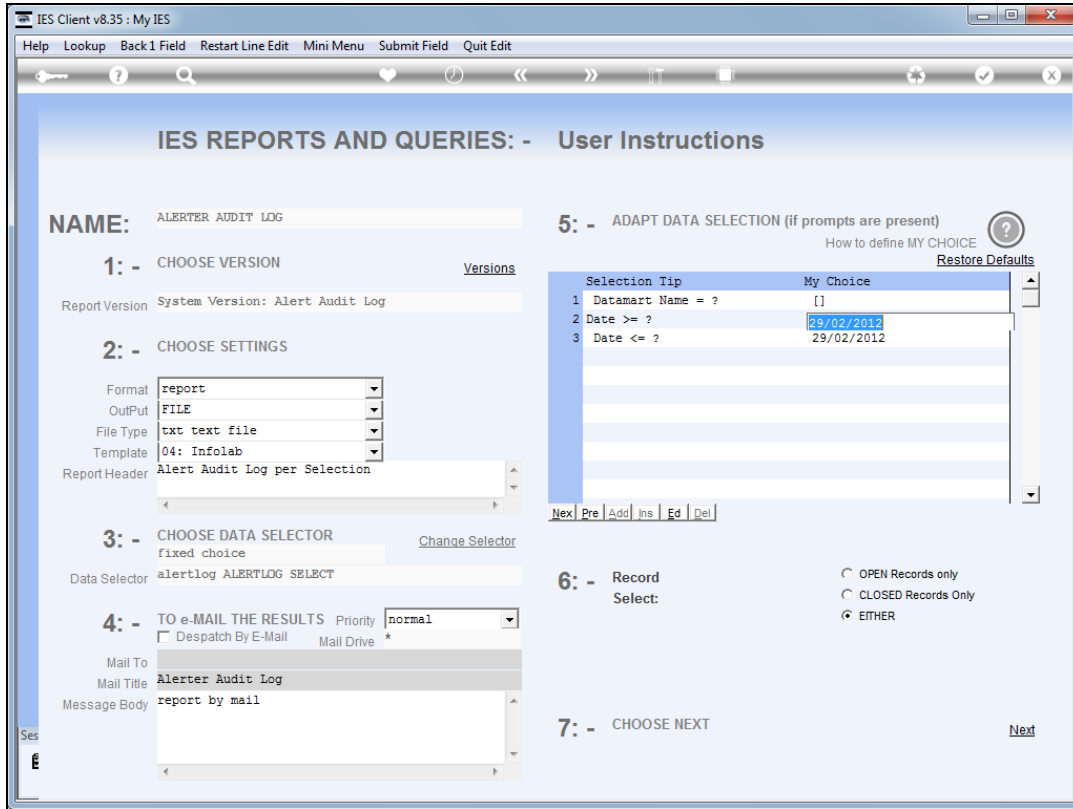 IES Client v8.35 : My IES
Help Lookup Back 1 Field Restart Line Edit Mini Menu Submit Field Quit Edit
IES REPORTS AND QUERIES: - User Instructions
NAME: ALERTER AUDIT LOG
1: - CHOOSE VERSION Versions
Report Version System Version: Alert Audit Log
2: - CHOOSE SETTINGS
Format report
OutPut FILE
File Type txt text file
Template 04: Infolab
Report Header Alert Audit Log per Selection
3: - CHOOSE DATA SELECTOR Change Selector
fixed choice
Data Selector alertlog ALERTLOG SELECT
4: - TO e-MAIL THE RESULTS Priority normal
Despatch By E-Mail Mail Drive *
Mail To
Mail Title Alerter Audit Log
Message Body report by mail
5: - ADAPT DATA SELECTION (if prompts are present)
How to define MY CHOICE ?
Restore Defaults
Selection Tip My Choice
1 Datamart Name = ? []
2 Date >= ? 29/02/2012
3 Date <= ? 29/02/2012
Nex Pre Add Ins Ed Del
6: - Record Select:
OPEN Records only
CLOSED Records Only
EITHER
7: - CHOOSE NEXT Next
Ses